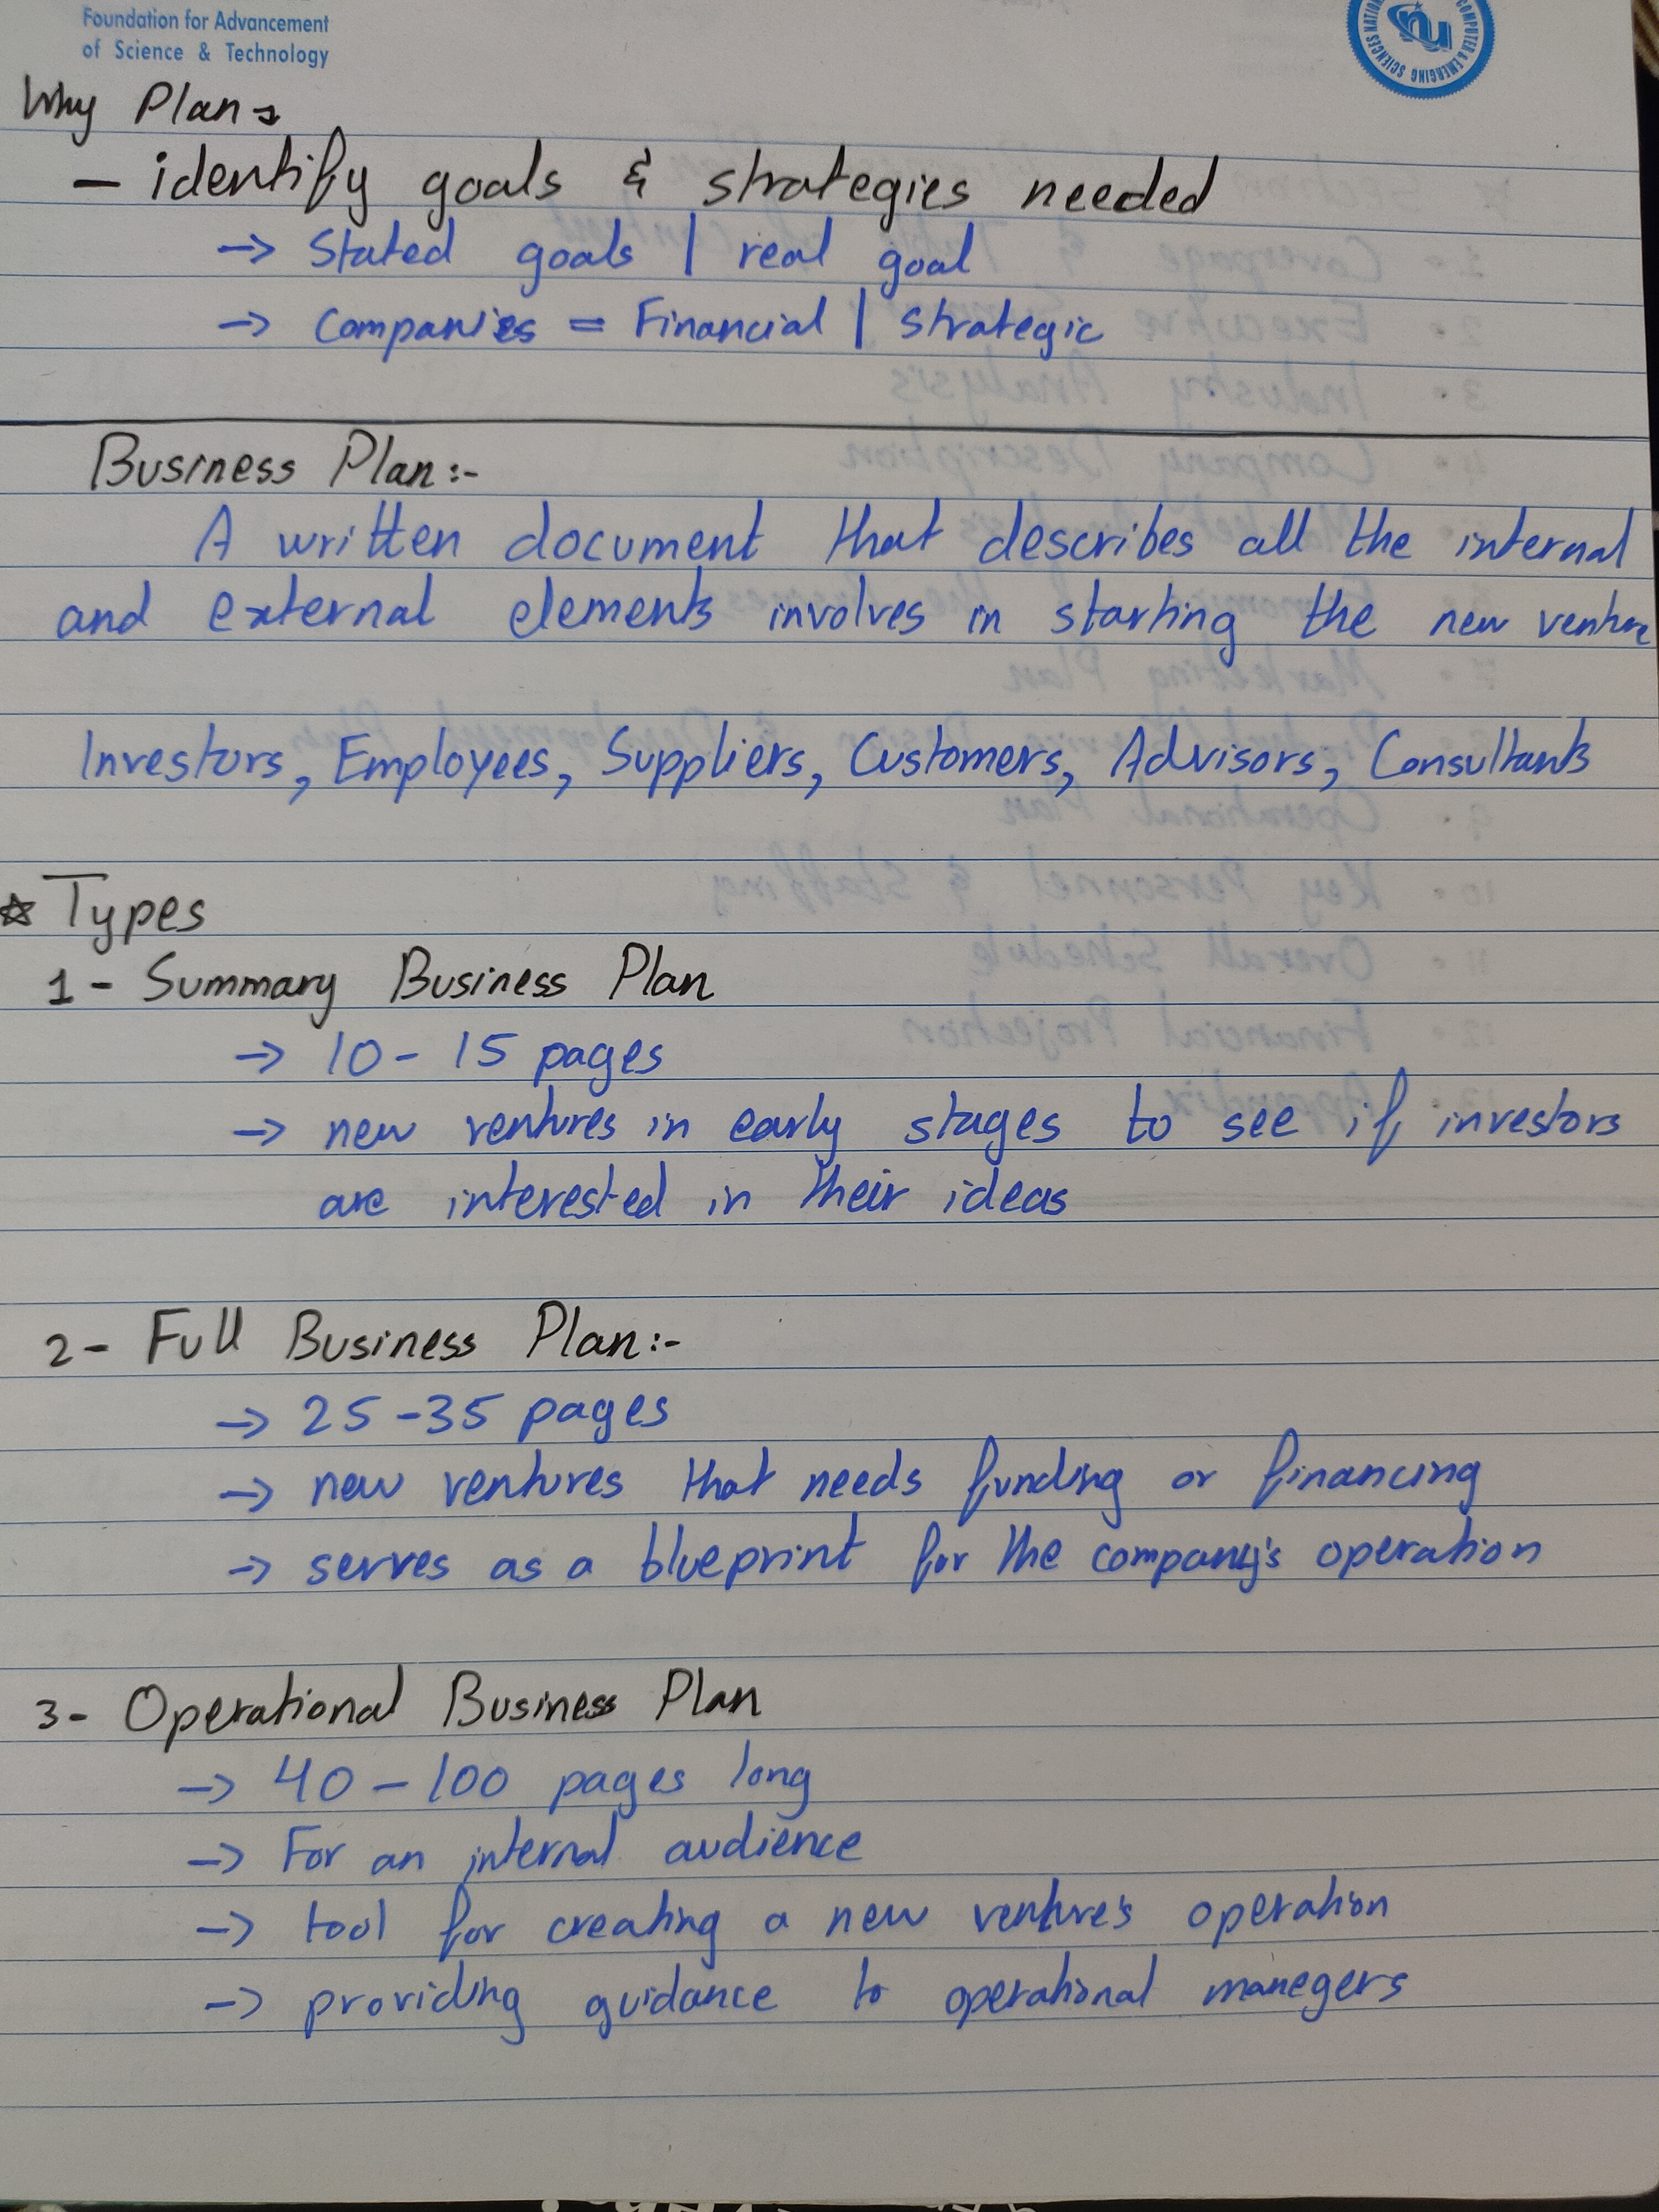 Foundation for Advancement
of Science & Technology
Why Plan→
- identify goals & strategies needed
→ Stated goals | real goal
→ Companies = Financial | strategic
Business Plan:-
A written document that describes all the internal
and external elements involves in starting the new venture
Investors, Employees, Suppliers, Customers, Advisors, Consultants
☆ Types
1- Summary Business Plan
→ 10-15 pages
→ new ventures in early stages to see if investors
are interested in their ideas
2- Full Business Plan:-
→ 25-35 pages
→ new ventures that needs funding or financing
→ serves as a blueprint for the company's operation
3- Operational Business Plan
→ 40-100 pages long
→ For an internal audience
→ tool for creating a new venture's operation
→ providing guidance to operational manegers